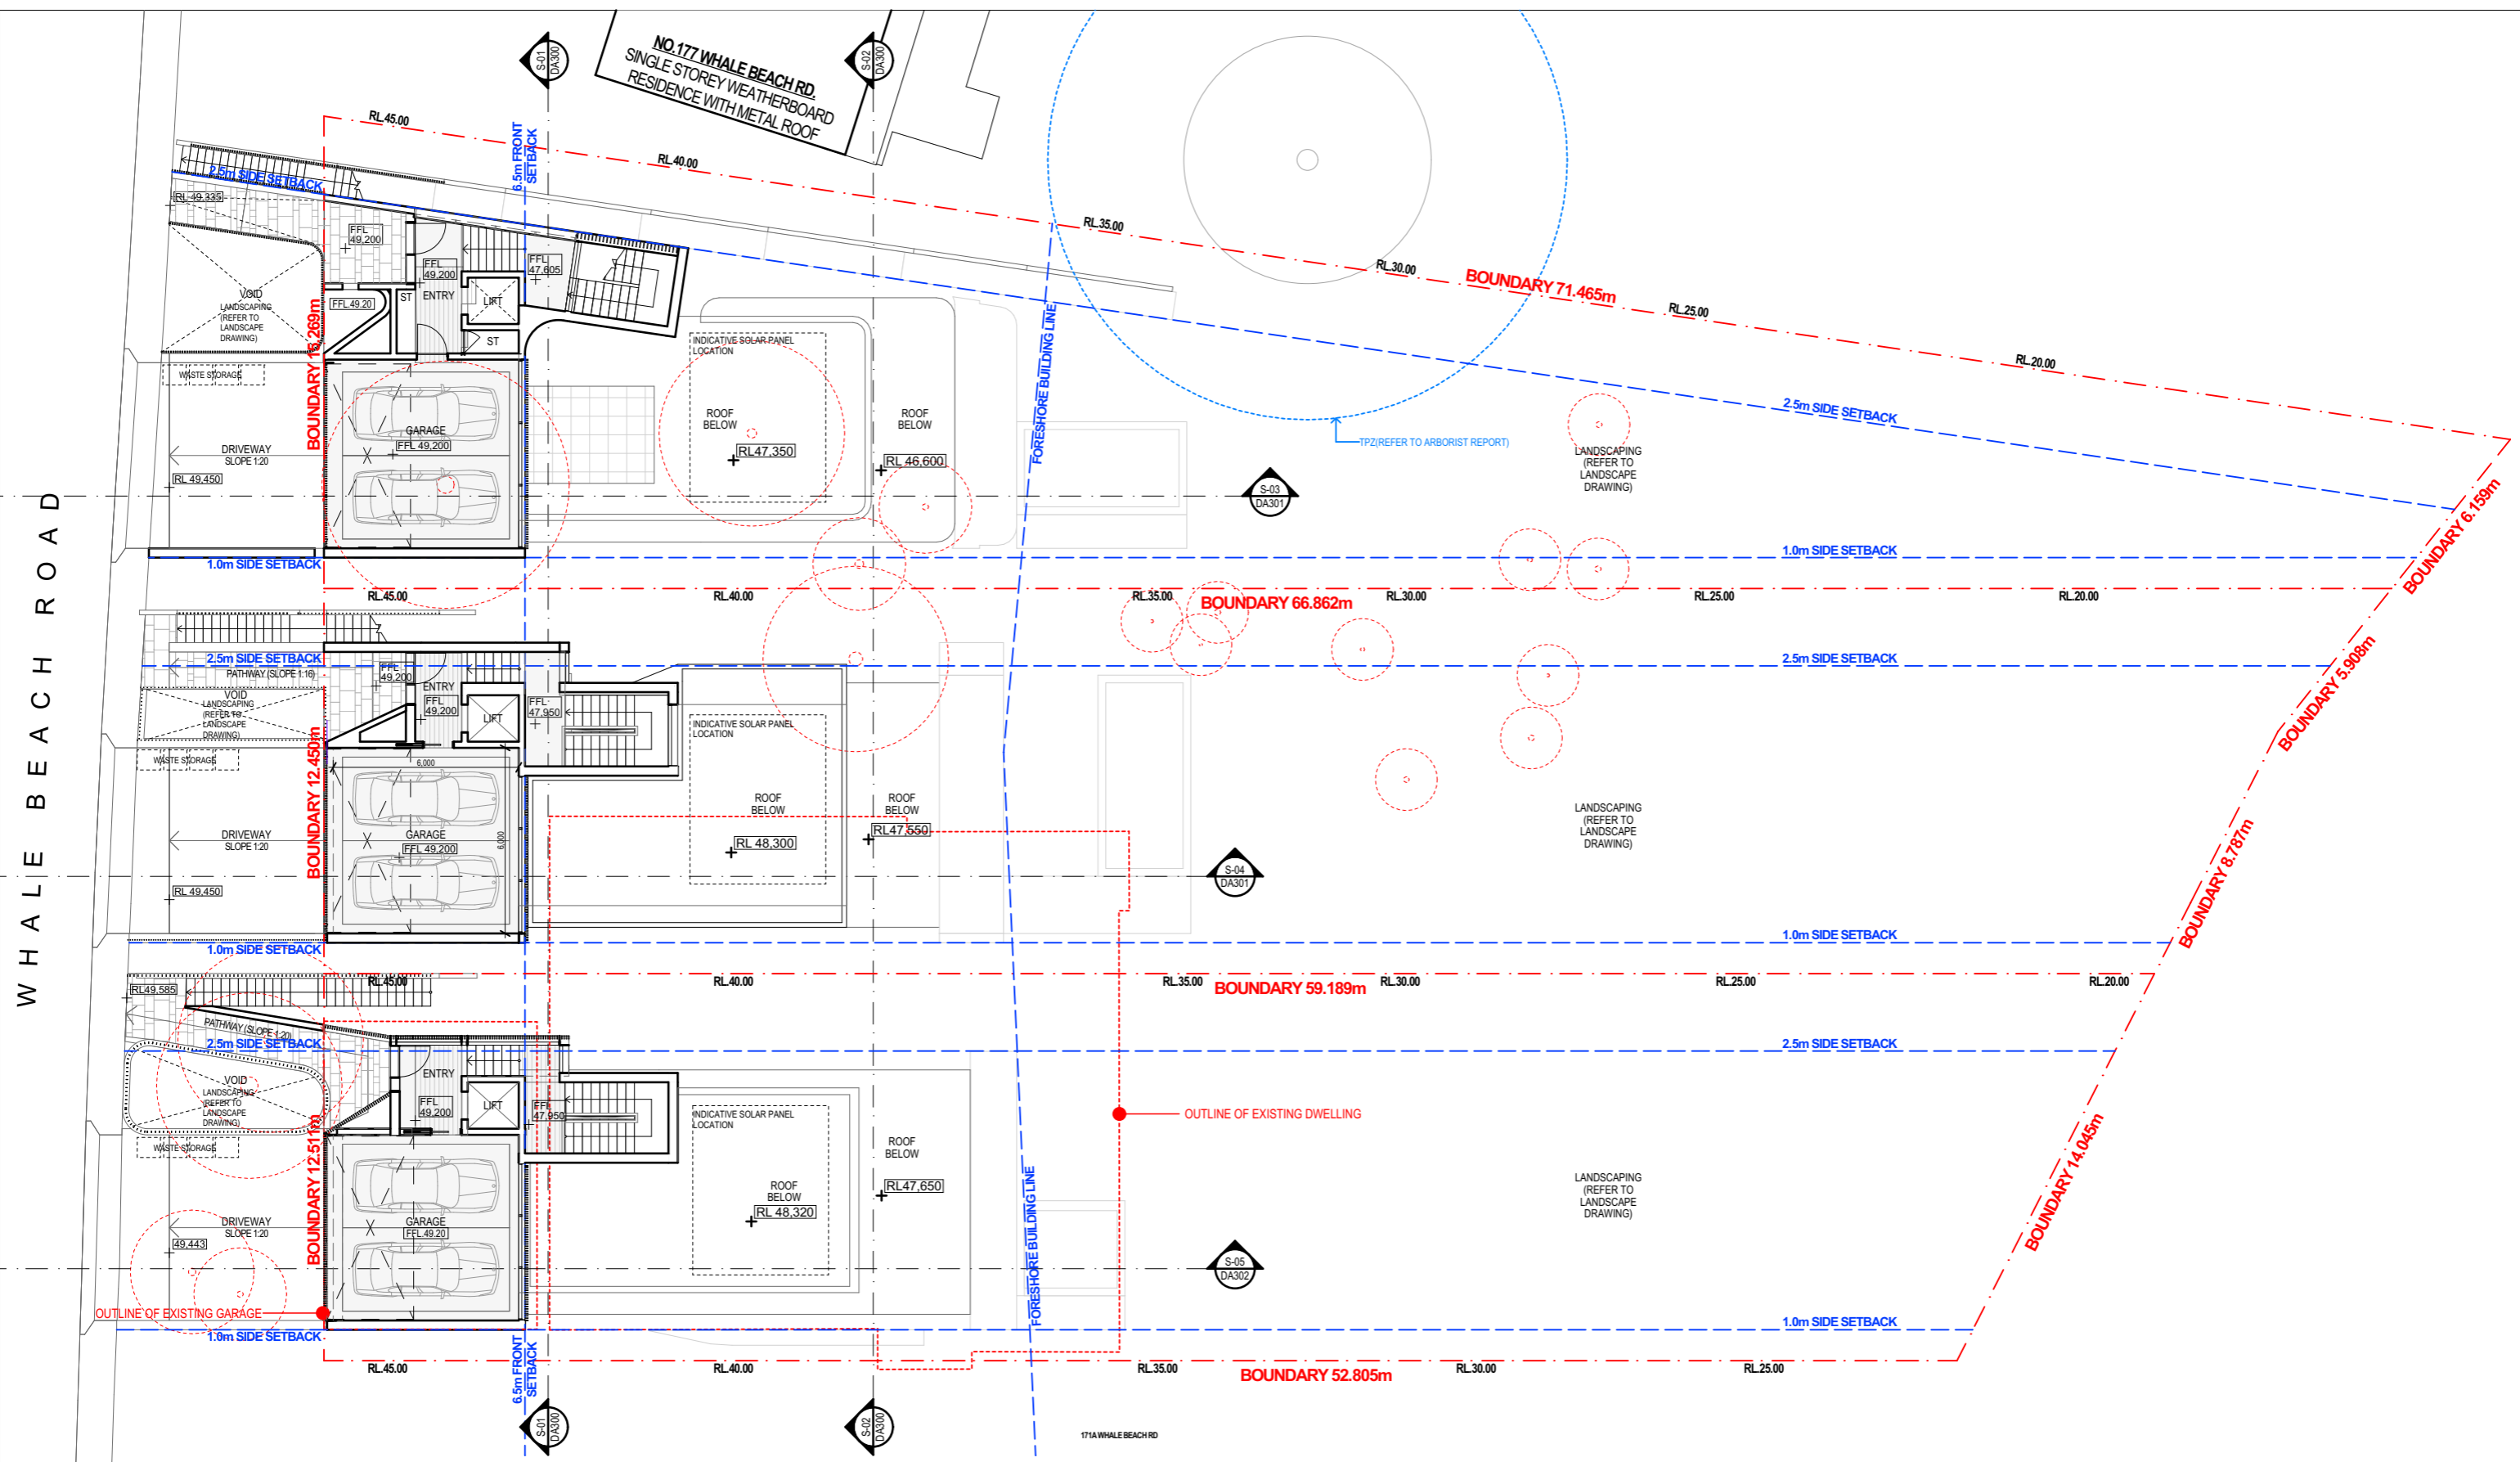 S-01
DA300
S-02
DA300
NO.177 WHALE BEACH RD.
SINGLE STOREY WEATHERBOARD
RESIDENCE WITH METAL ROOF
RL.45.00
RL.40.00
RL.35.00
RL.30.00
BOUNDARY 71.465m
RL.25.00
RL.20.00
6.5m FRONT
SETBACK
2.5m SIDE SETBACK
RL 49,335
FFL
49,200
FFL
49,200
FFL
47,605
VOID
LANDSCAPING
(REFER TO
LANDSCAPE
DRAWING)
FFL.49.20
ST
ENTRY
LIFT
ST
BOUNDARY 15.269m
WASTE STORAGE
GARAGE
FFL 49,200
DRIVEWAY
SLOPE 1:20
RL 49,450
INDICATIVE SOLAR PANEL
LOCATION
ROOF
BELOW
RL47,350
ROOF
BELOW
RL 46,600
FORESHORE BUILDING LINE
TPZ(REFER TO ARBORIST REPORT)
2.5m SIDE SETBACK
LANDSCAPING
(REFER TO
LANDSCAPE
DRAWING)
S-03
DA301
BOUNDARY 6.159m
1.0m SIDE SETBACK
1.0m SIDE SETBACK
WHALE BEACH ROAD
RL.45.00
RL.40.00
RL.35.00
BOUNDARY 66.862m
RL.30.00
RL.25.00
RL.20.00
2.5m SIDE SETBACK
PATHWAY (SLOPE 1:16)
2.5m SIDE SETBACK
BOUNDARY 5.908m
FFL
49,200
ENTRY
FFL
49,200
LIFT
FFL
47,950
VOID
LANDSCAPING
(REFER TO
LANDSCAPE
DRAWING)
WASTE STORAGE
BOUNDARY 12.450m
6,000
6,000
GARAGE
FFL 49,200
DRIVEWAY
SLOPE 1:20
RL 49,450
INDICATIVE SOLAR PANEL
LOCATION
ROOF
BELOW
RL 48,300
ROOF
BELOW
RL47,550
S-04
DA301
LANDSCAPING
(REFER TO
LANDSCAPE
DRAWING)
BOUNDARY 8.787m
1.0m SIDE SETBACK
1.0m SIDE SETBACK
RL.45.00
RL.40.00
RL.35.00
BOUNDARY 59.189m
RL.30.00
RL.25.00
RL.20.00
RL49,585
PATHWAY (SLOPE 1:20)
2.5m SIDE SETBACK
2.5m SIDE SETBACK
VOID
LANDSCAPING
(REFER TO
LANDSCAPE
DRAWING)
ENTRY
FFL
49,200
LIFT
FFL
47,950
WASTE STORAGE
BOUNDARY 12.511m
INDICATIVE SOLAR PANEL
LOCATION
OUTLINE OF EXISTING DWELLING
ROOF
BELOW
RL47,650
ROOF
BELOW
RL 48,320
GARAGE
FFL.49.20
DRIVEWAY
SLOPE 1:20
49,443
LANDSCAPING
(REFER TO
LANDSCAPE
DRAWING)
BOUNDARY 14.045m
S-05
DA302
FORESHORE BUILDING LINE
OUTLINE OF EXISTING GARAGE
1.0m SIDE SETBACK
1.0m SIDE SETBACK
6.5m FRONT
SETBACK
RL.45.00
RL.40.00
RL.35.00
BOUNDARY 52.805m
RL.30.00
RL.25.00
S-01
DA300
S-02
DA300
171A WHALE BEACH RD